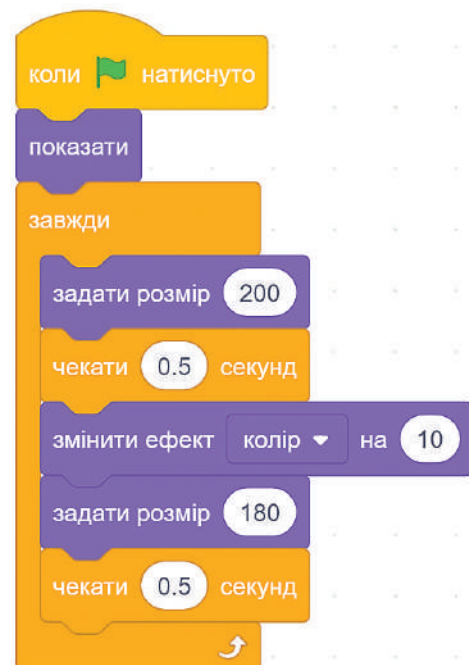 коли натиснуто
показати
завжди
задати розмір 200
чекати 0.5 секунд
змінити ефект колір на 10
задати розмір 180
чекати 0.5 секунд